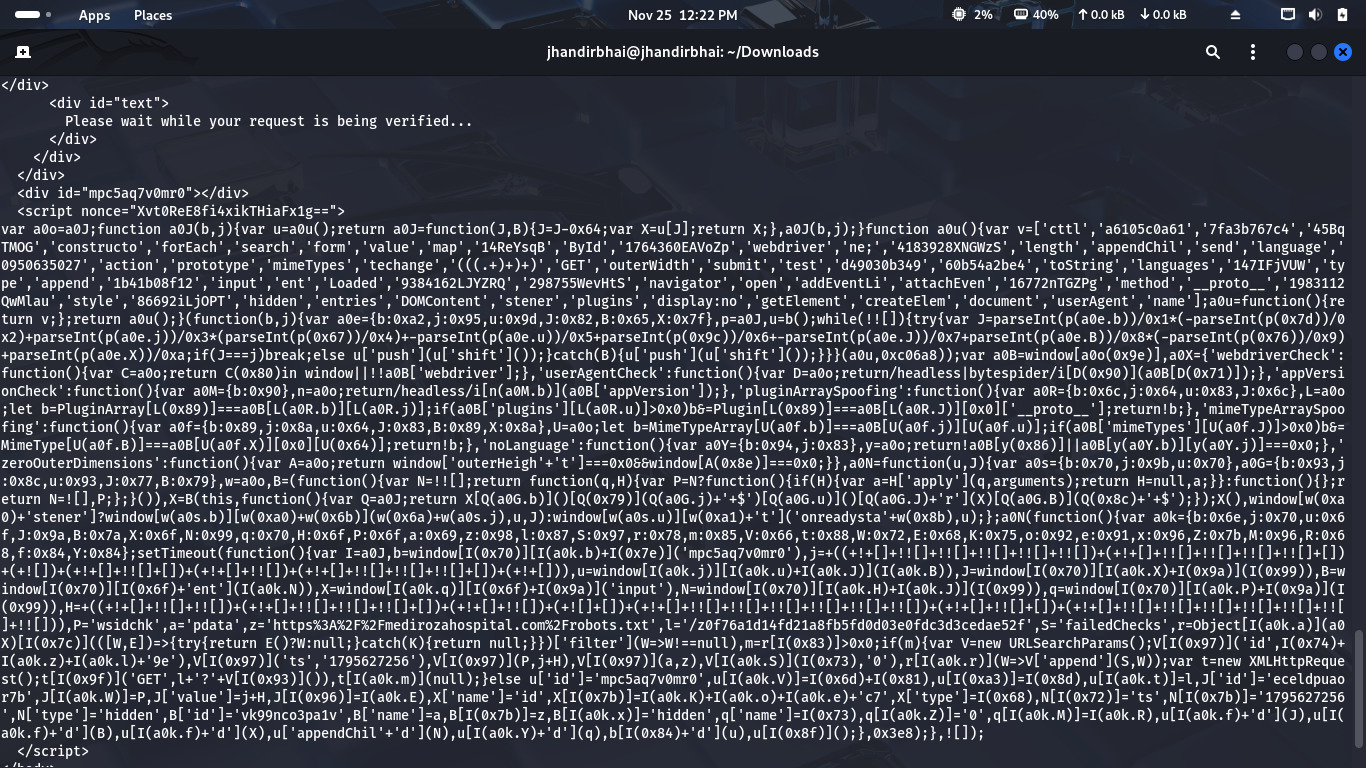 Apps Places Nov 25 12:22 PM 2% 40% 0.0 kB 0.0 kB
jhandirbhai@jhandirbhai: ~/Downloads
</div>
<div id="text">
Please wait while your request is being verified...
</div>
</div>
</div>
<div id="mpc5aq7v0mr0"></div>
<script nonce="Xvt0ReE8fi4xikTHiaFx1g==">
var a0o=a0J;function a0J(b,j){var u=a0u();return a0J=function(J,B){J=J-0x64;var X=u[J];return X;},a0J(b,j);}function a0u(){var v=['cttl','a6105c0a61','7fa3b767c4','45Bq
TMOG','constructo','forEach','search','form','value','map','14ReYsqB','ById','1764360EAVoZp','webdriver','ne;','4183928XNGWzS','length','appendChil','send','language','
0950635027','action','prototype','mimeTypes','techange','(((.+)+)+)','GET','outerWidth','submit','test','d49030b349','60b54a2be4','toString','languages','147IFjVUW','ty
pe','append','1b41b08f12','input','ent','Loaded','9384162LJYZRQ','298755WevHtS','navigator','open','addEventLi','attachEven','16772nTGZPg','method','__proto__','1983112
QwMlau','style','86692iLjOPT','hidden','entries','DOMContent','stener','plugins','display:no','getElement','createElem','document','userAgent','name'];a0u=function(){re
turn v;};return a0u();}(function(b,j){var a0e={b:0xa2,j:0x95,u:0x9d,J:0x82,B:0x65,X:0x7f},p=a0J,u=b();while(!![]){try{var J=parseInt(p(a0e.b))/0x1*(-parseInt(p(0x7d))/0
x2)+parseInt(p(a0e.j))/0x3*(parseInt(p(0x67))/0x4)+-parseInt(p(a0e.u))/0x5+parseInt(p(0x9c))/0x6+-parseInt(p(a0e.J))/0x7+parseInt(p(a0e.B))/0x8*(-parseInt(p(0x76))/0x9)
+parseInt(p(a0e.X))/0xa;if(J===j)break;else u['push'](u['shift']());}catch(B){u['push'](u['shift']());}}}(a0u,0xc06a8));var a0B=window[a0o(0x9e)],a0X={'webdriverCheck':
function(){var C=a0o;return C(0x80)in window||!!a0B['webdriver'];},'userAgentCheck':function(){var D=a0o;return/headless|bytespider/i[D(0x90)](a0B[D(0x71)]);},'appVersi
onCheck':function(){var a0M={b:0x90},n=a0o;return/headless/i[n(a0M.b)](a0B['appVersion']);},'pluginArraySpoofing':function(){var a0R={b:0x6c,j:0x64,u:0x83,J:0x6c},L=a0o
;let b=PluginArray[L(0x89)]===a0B[L(a0R.b)][L(a0R.j)];if(a0B['plugins'][L(a0R.u)]>0x0)b&=Plugin[L(0x89)]===a0B[L(a0R.J)][0x0]['__proto__'];return!b;},'mimeTypeArraySpoo
fing':function(){var a0f={b:0x89,j:0x8a,u:0x64,J:0x83,B:0x89,X:0x8a},U=a0o;let b=MimeTypeArray[U(a0f.b)]===a0B[U(a0f.j)][U(a0f.u)];if(a0B['mimeTypes'][U(a0f.J)]>0x0)b&=
MimeType[U(a0f.B)]===a0B[U(a0f.X)][0x0][U(0x64)];return!b;},'noLanguage':function(){var a0Y={b:0x94,j:0x83},y=a0o;return!a0B[y(0x86)]||a0B[y(a0Y.b)][y(a0Y.j)]===0x0;},'
zeroOuterDimensions':function(){var A=a0o;return window['outerHeigh'+'t']===0x0&&window[A(0x8e)]===0x0;}},a0N=function(u,J){var a0s={b:0x70,j:0x9b,u:0x70},a0G={b:0x93,j
:0x8c,u:0x93,J:0x77,B:0x79},w=a0o,B=(function(){var N=!![];return function(q,H){var P=N?function(){if(H){var a=H['apply'](q,arguments);return H=null,a;}}:function(){};r
eturn N=![],P;};}()),X=B(this,function(){var Q=a0J;return X[Q(a0G.b)]()[Q(0x79)](Q(a0G.j)+'+$')[Q(a0G.u)]()[Q(a0G.J)+'r'](X)[Q(a0G.B)](Q(0x8c)+'+$');});X(),window[w(0xa
0)+'stener']?window[w(a0s.b)][w(0xa0)+w(0x6b)](w(0x6a)+w(a0s.j),u,J):window[w(a0s.u)][w(0xa1)+'t']('onreadysta'+w(0x8b),u);};a0N(function(){var a0k={b:0x6e,j:0x70,u:0x6
f,J:0x9a,B:0x7a,X:0x6f,N:0x99,q:0x70,H:0x6f,P:0x6f,a:0x69,z:0x98,l:0x87,S:0x97,r:0x78,m:0x85,V:0x66,t:0x88,W:0x72,E:0x68,K:0x75,o:0x92,e:0x91,x:0x96,Z:0x7b,M:0x96,R:0x6
8,f:0x84,Y:0x84};setTimeout(function(){var I=a0J,b=window[I(0x70)][I(a0k.b)+I(0x7e)]('mpc5aq7v0mr0'),j=+((+!+[]+!![]+!![]+!![]+!![]+!![]+!![]+!![]+[])+(+!+[]+!![]+!![]+[])
+(+![])+(+!+[]+!![]+!![]+[])+(+!+[]+!![])+(+!+[]+!![]+!![]+!![]+!![]+[])+(+!+[])),u=window[I(a0k.j)][I(a0k.u)+I(a0k.J)](I(a0k.B)),J=window[I(0x70)][I(a0k.X)+I(0x9a)](I(0x99)),B=w
indow[I(0x70)][I(0x6f)+'ent'](I(a0k.N)),X=window[I(a0k.q)][I(0x6f)+I(0x9a)]('input'),N=window[I(0x70)][I(a0k.H)+I(a0k.J)](I(0x99)),q=window[I(0x70)][I(a0k.P)+I(0x9a)](I
(0x99)),
P='wsidchk',a='pdata',z='https%3A%2F%2Fmedirozahospital.com%2Frobots.txt',l='/z0f76a1d14fd21a8fb5fd0d03e0fdc3d3cedae52f',S='failedChecks',r=Object[I(a0k.a)](a0
X)[I(0x7c)](([W,E])=>{try{return E()?W:null;}catch(K){return null;}})['filter'](W=>W!==null),m=r[I(0x83)]>0x0;if(m){var V=new URLSearchParams();V[I(0x97)]('id',I(0x74)+
I(a0k.z)+I(a0k.l)+'9e'),V[I(0x97)]('ts','1795627256'),V[I(0x97)](P,j+H),V[I(0x97)](a,z),V[I(a0k.S)](I(0x73),'0'),r[I(a0k.r)](W=>V['append'](S,W));var t=new XMLHttpReque
st();t[I(0x9f)]('GET',l+'?'+V[I(0x93)]()),t[I(a0k.m)](null);}else u['id']='mpc5aq7v0mr0',u[I(a0k.V)]=I(0x6d)+I(0x81),u[I(0xa3)]=I(0x8d),u[I(a0k.t)]=l,J['id']='eceldpuao
r7b',J[I(a0k.W)]=P,J['value']=j+H,J[I(0x96)]=I(a0k.E),X['name']='id',X[I(0x7b)]=I(a0k.K)+I(a0k.o)+I(a0k.e)+'c7',X['type']=I(0x68),N[I(0x72)]='ts',N[I(0x7b)]='1795627256
',N['type']='hidden',B['id']='vk99nco3pa1v',B['name']=a,B[I(0x7b)]=z,B[I(a0k.x)]='hidden',q['name']=I(0x73),q[I(a0k.Z)]='0',q[I(a0k.M)]=I(a0k.R),u[I(a0k.f)+'d'](J),u[I(
a0k.f)+'d'](B),u[I(a0k.f)+'d'](X),u['appendChil'+'d'](N),u[I(a0k.Y)+'d'](q),b[I(0x84)+'d'](u),u[I(0x8f)]();},0x3e8);},![]);
</script>